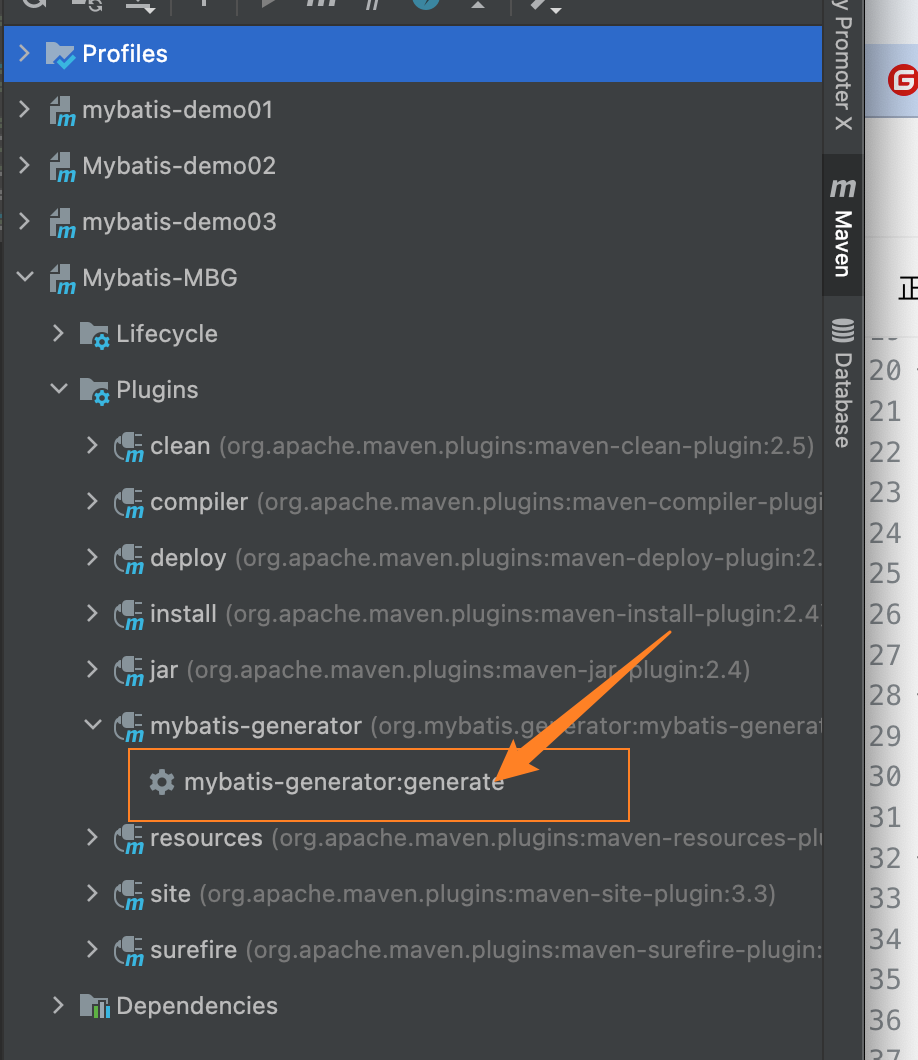 Profiles
mybatis-demo01
Mybatis-demo02
mybatis-demo03
Mybatis-MBG
Lifecycle
Plugins
clean (org.apache.maven.plugins:maven-clean-plugin:2.5)
compiler (org.apache.maven.plugins:maven-compiler-plugi
deploy (org.apache.maven.plugins:maven-deploy-plugin:2.
install (org.apache.maven.plugins:maven-install-plugin:2.4)
jar (org.apache.maven.plugins:maven-jar-plugin:2.4)
mybatis-generator (org.mybatis.generator:mybatis-generat
mybatis-generator:generate
resources (org.apache.maven.plugins:maven-resources-plu
site (org.apache.maven.plugins:maven-site-plugin:3.3)
surefire (org.apache.maven.plugins:maven-surefire-plugin:
Dependencies
y Promoter X
m
Maven
Database
G
正
20
21
22
23
24
25
26
27
28
29
30
31
32
33
34
35
36
37